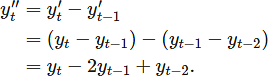 y''_t = y'_t − y'_{t−1}
= (y_t − y_{t−1}) − (y_{t−1} − y_{t−2})
= y_t − 2y_{t−1} + y_{t−2}.